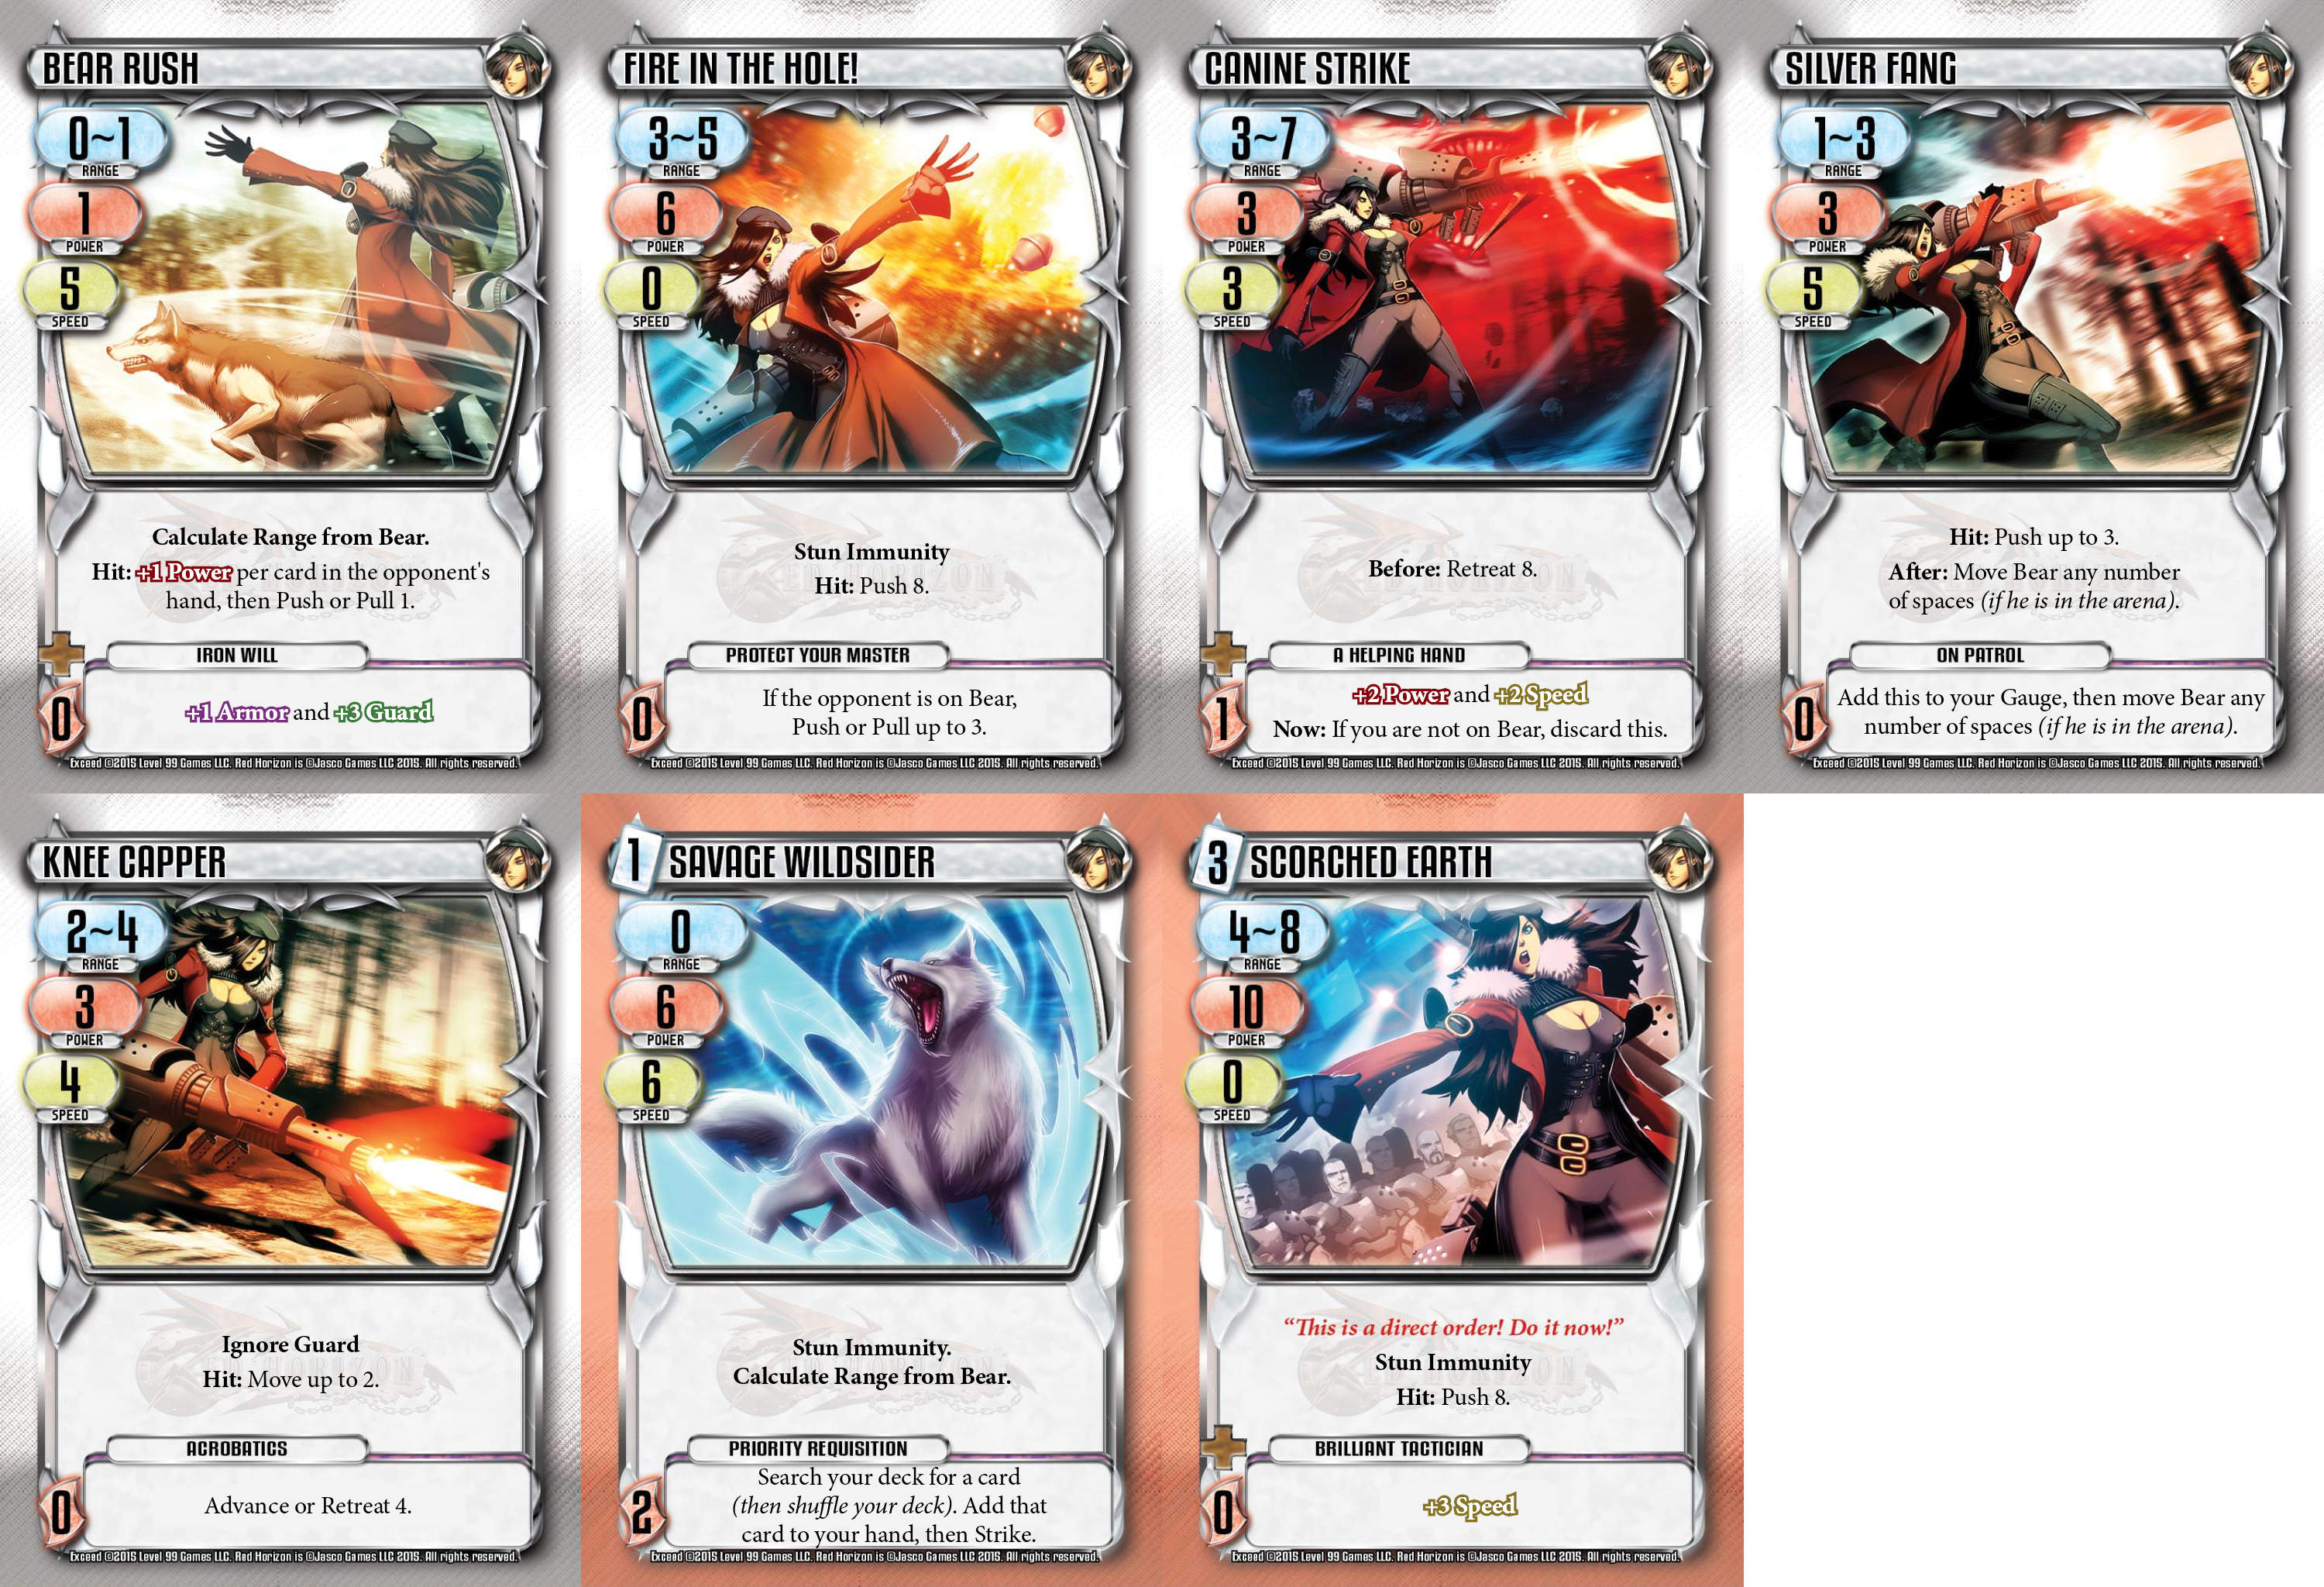 BEAR RUSH
0~1
RANGE
1
POWER
5
SPEED
Calculate Range from Bear.
Hit: +1 Power per card in the opponent's
hand, then Push or Pull 1.
IRON WILL
0
+1 Armor and +3 Guard
Exceed ©2015 Level 99 Games LLC. Red Horizon is ©Jasco Games LLC 2015. All rights reserved.
FIRE IN THE HOLE!
3~5
RANGE
6
POWER
0
SPEED
Stun Immunity
Hit: Push 8.
PROTECT YOUR MASTER
0
If the opponent is on Bear,
Push or Pull up to 3.
Exceed ©2015 Level 99 Games LLC. Red Horizon is ©Jasco Games LLC 2015. All rights reserved.
CANINE STRIKE
3~7
RANGE
3
POWER
3
SPEED
Before: Retreat 8.
A HELPING HAND
1
+2 Power and +2 Speed
Now: If you are not on Bear, discard this.
Exceed ©2015 Level 99 Games LLC. Red Horizon is ©Jasco Games LLC 2015. All rights reserved.
SILVER FANG
1~3
RANGE
3
POWER
5
SPEED
Hit: Push up to 3.
After: Move Bear any number
of spaces (if he is in the arena).
ON PATROL
0
Add this to your Gauge, then move Bear any
number of spaces (if he is in the arena).
Exceed ©2015 Level 99 Games LLC. Red Horizon is ©Jasco Games LLC 2015. All rights reserved.
KNEE CAPPER
2~4
RANGE
3
POWER
4
SPEED
Ignore Guard
Hit: Move up to 2.
ACROBATICS
0
Advance or Retreat 4.
Exceed ©2015 Level 99 Games LLC. Red Horizon is ©Jasco Games LLC 2015. All rights reserved.
1 SAVAGE WILDSIDER
0
RANGE
6
POWER
6
SPEED
Stun Immunity.
Calculate Range from Bear.
PRIORITY REQUISITION
2
Search your deck for a card
(then shuffle your deck). Add that
card to your hand, then Strike.
Exceed ©2015 Level 99 Games LLC. Red Horizon is ©Jasco Games LLC 2015. All rights reserved.
3 SCORCHED EARTH
4~8
RANGE
10
POWER
0
SPEED
“This is a direct order! Do it now!”
Stun Immunity
Hit: Push 8.
BRILLIANT TACTICIAN
0
+3 Speed
Exceed ©2015 Level 99 Games LLC. Red Horizon is ©Jasco Games LLC 2015. All rights reserved.